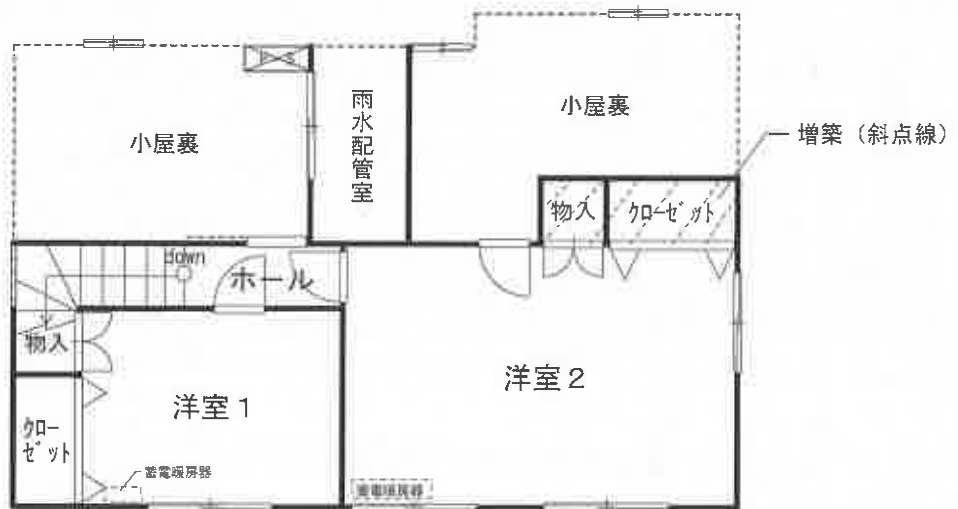 小屋裏
雨水配管室
小屋裏
増築（斜点線）
物入
クローゼット
down
ホール
物入
洋室１
洋室２
クロー
ゼット
蓄電暖房器
蓄電暖房器